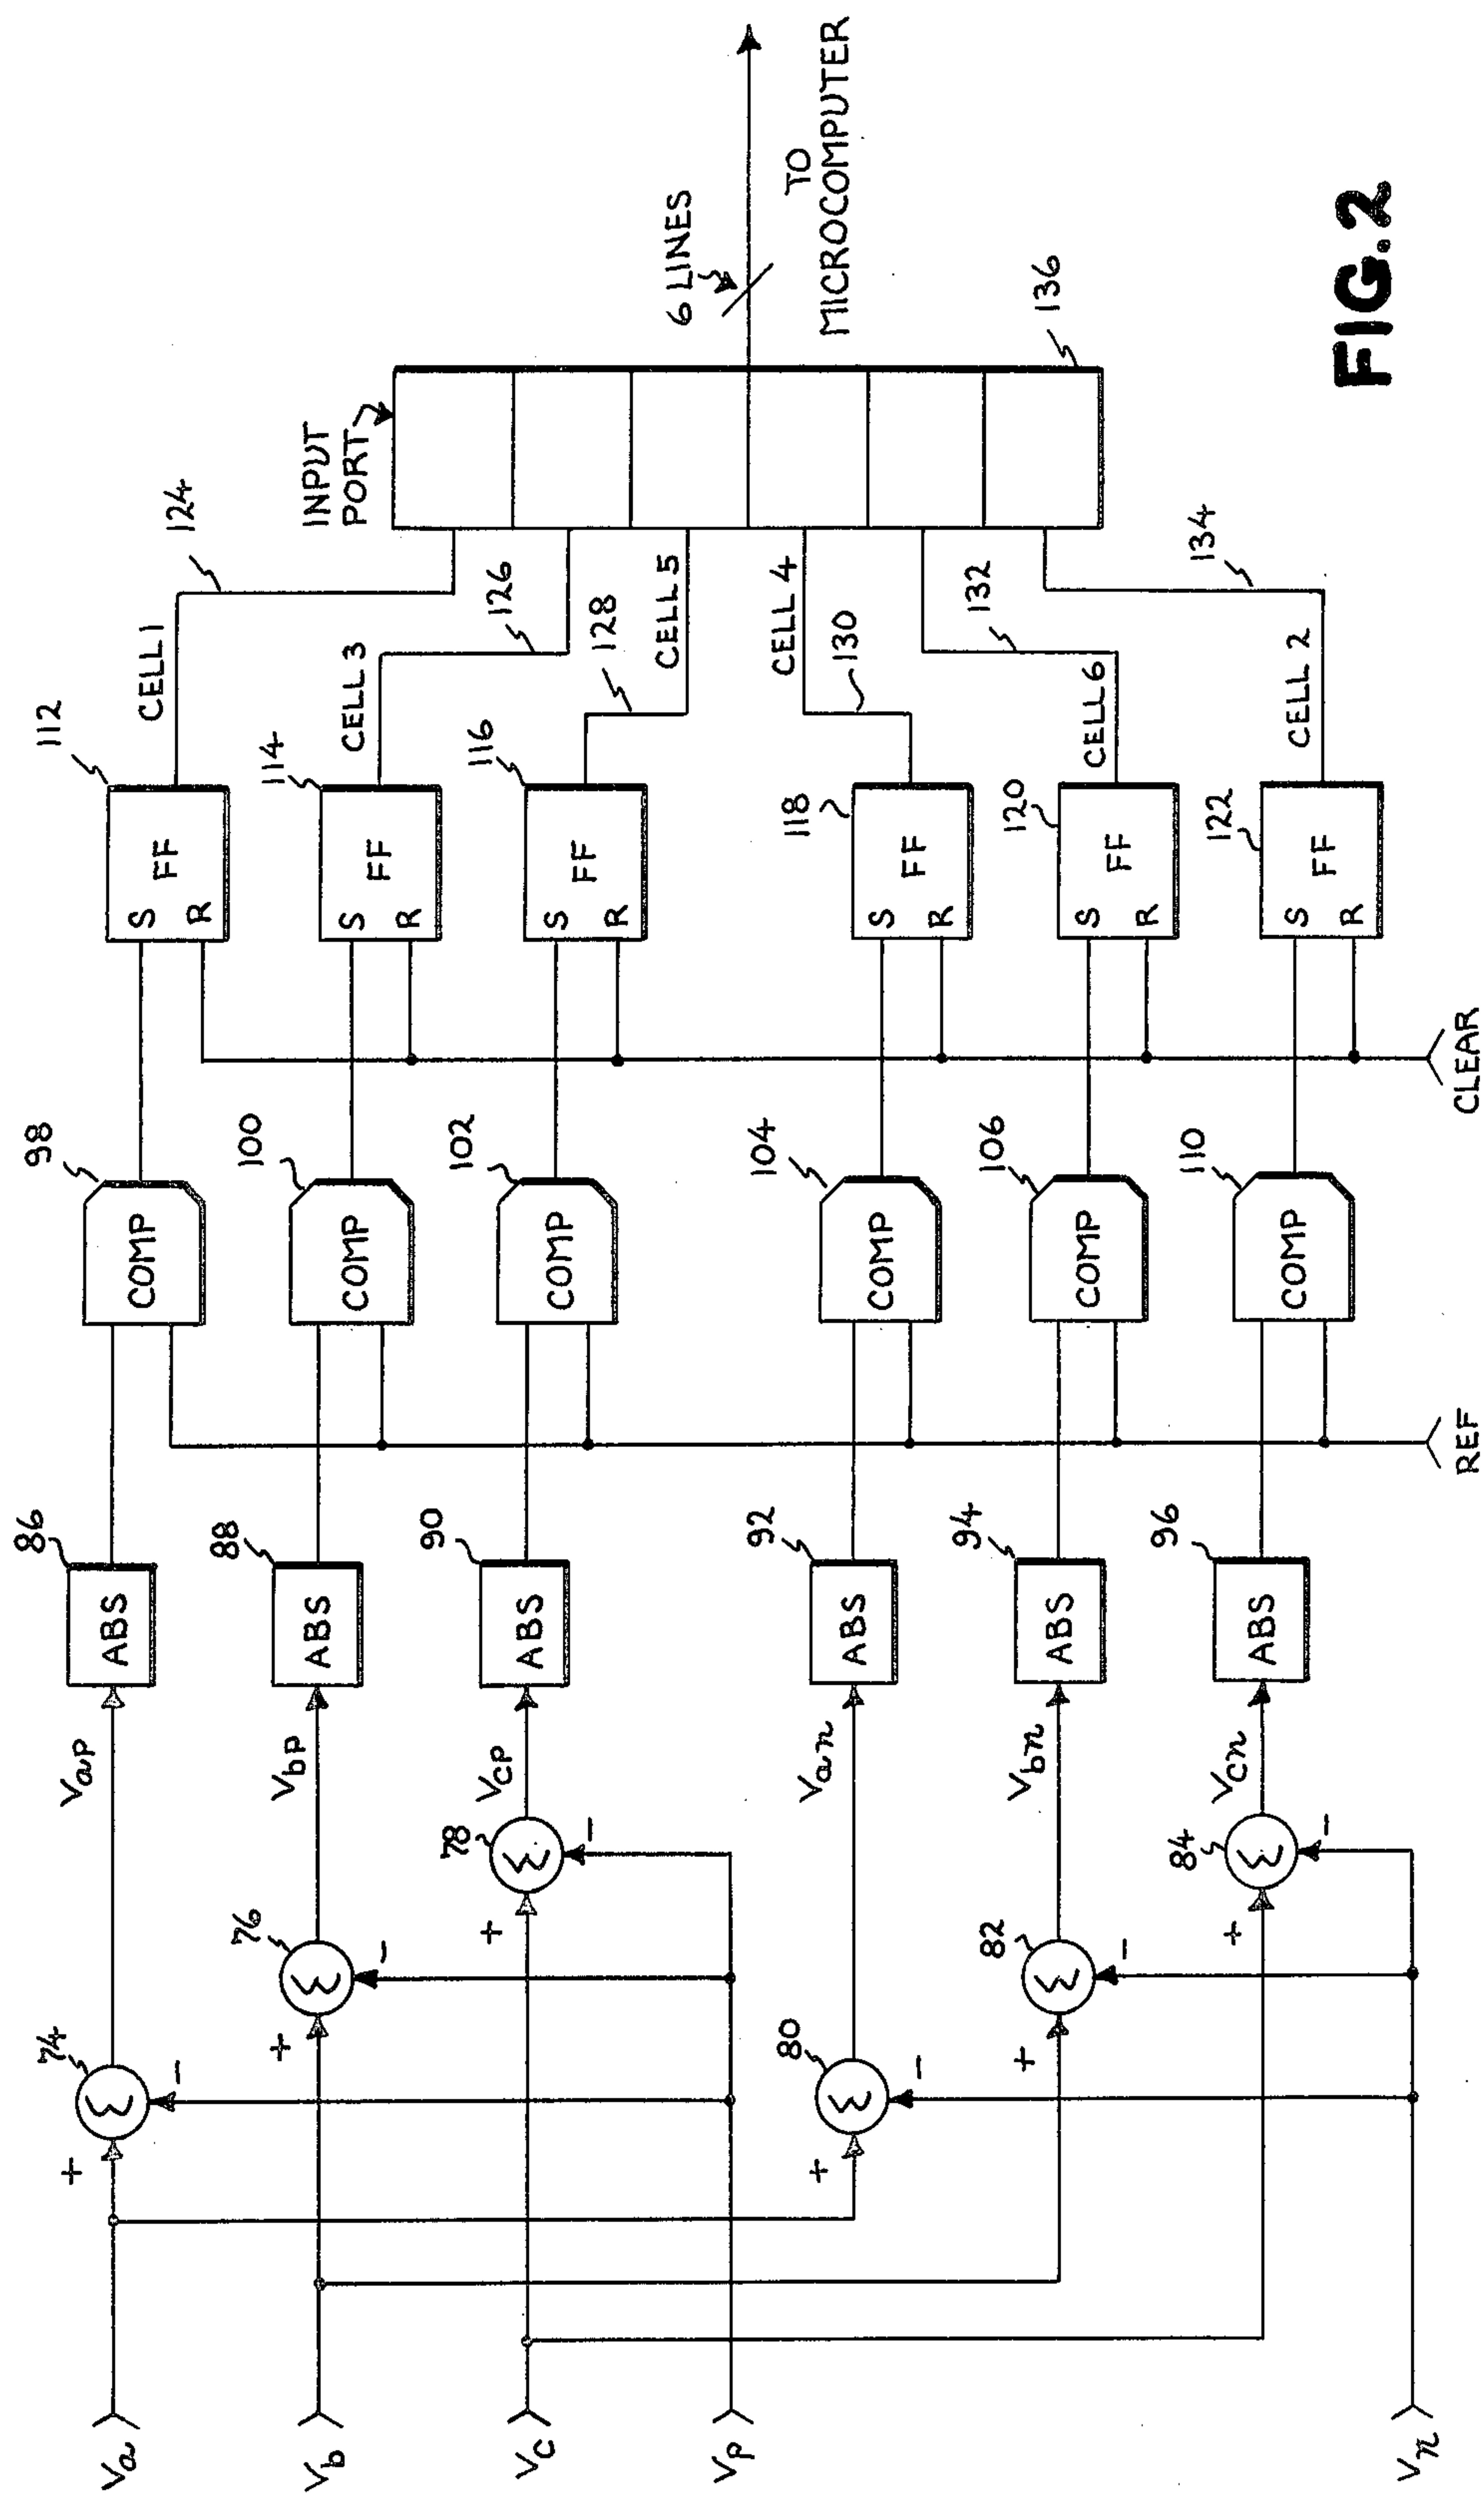 Va
Vb
Vc
Vp
Vn
+
74
Σ
−
+
76
Σ
−
+
78
Σ
−
+
80
Σ
−
+
82
Σ
−
+
84
Σ
−
Vap
Vbp
Vcp
Van
Vbn
Vcn
86
ABS
88
ABS
90
ABS
92
ABS
94
ABS
96
ABS
REF
98
COMP
100
COMP
102
COMP
104
COMP
106
COMP
110
COMP
CLEAR
112
S FF
R
114
S FF
R
116
S FF
R
118
S FF
R
120
S FF
R
122
S FF
R
CELL 1
124
CELL 3
126
CELL 5
128
CELL 4
130
CELL 6
132
CELL 2
134
INPUT
PORT
136
6 LINES
TO
MICROCOMPUTER
FIG.2